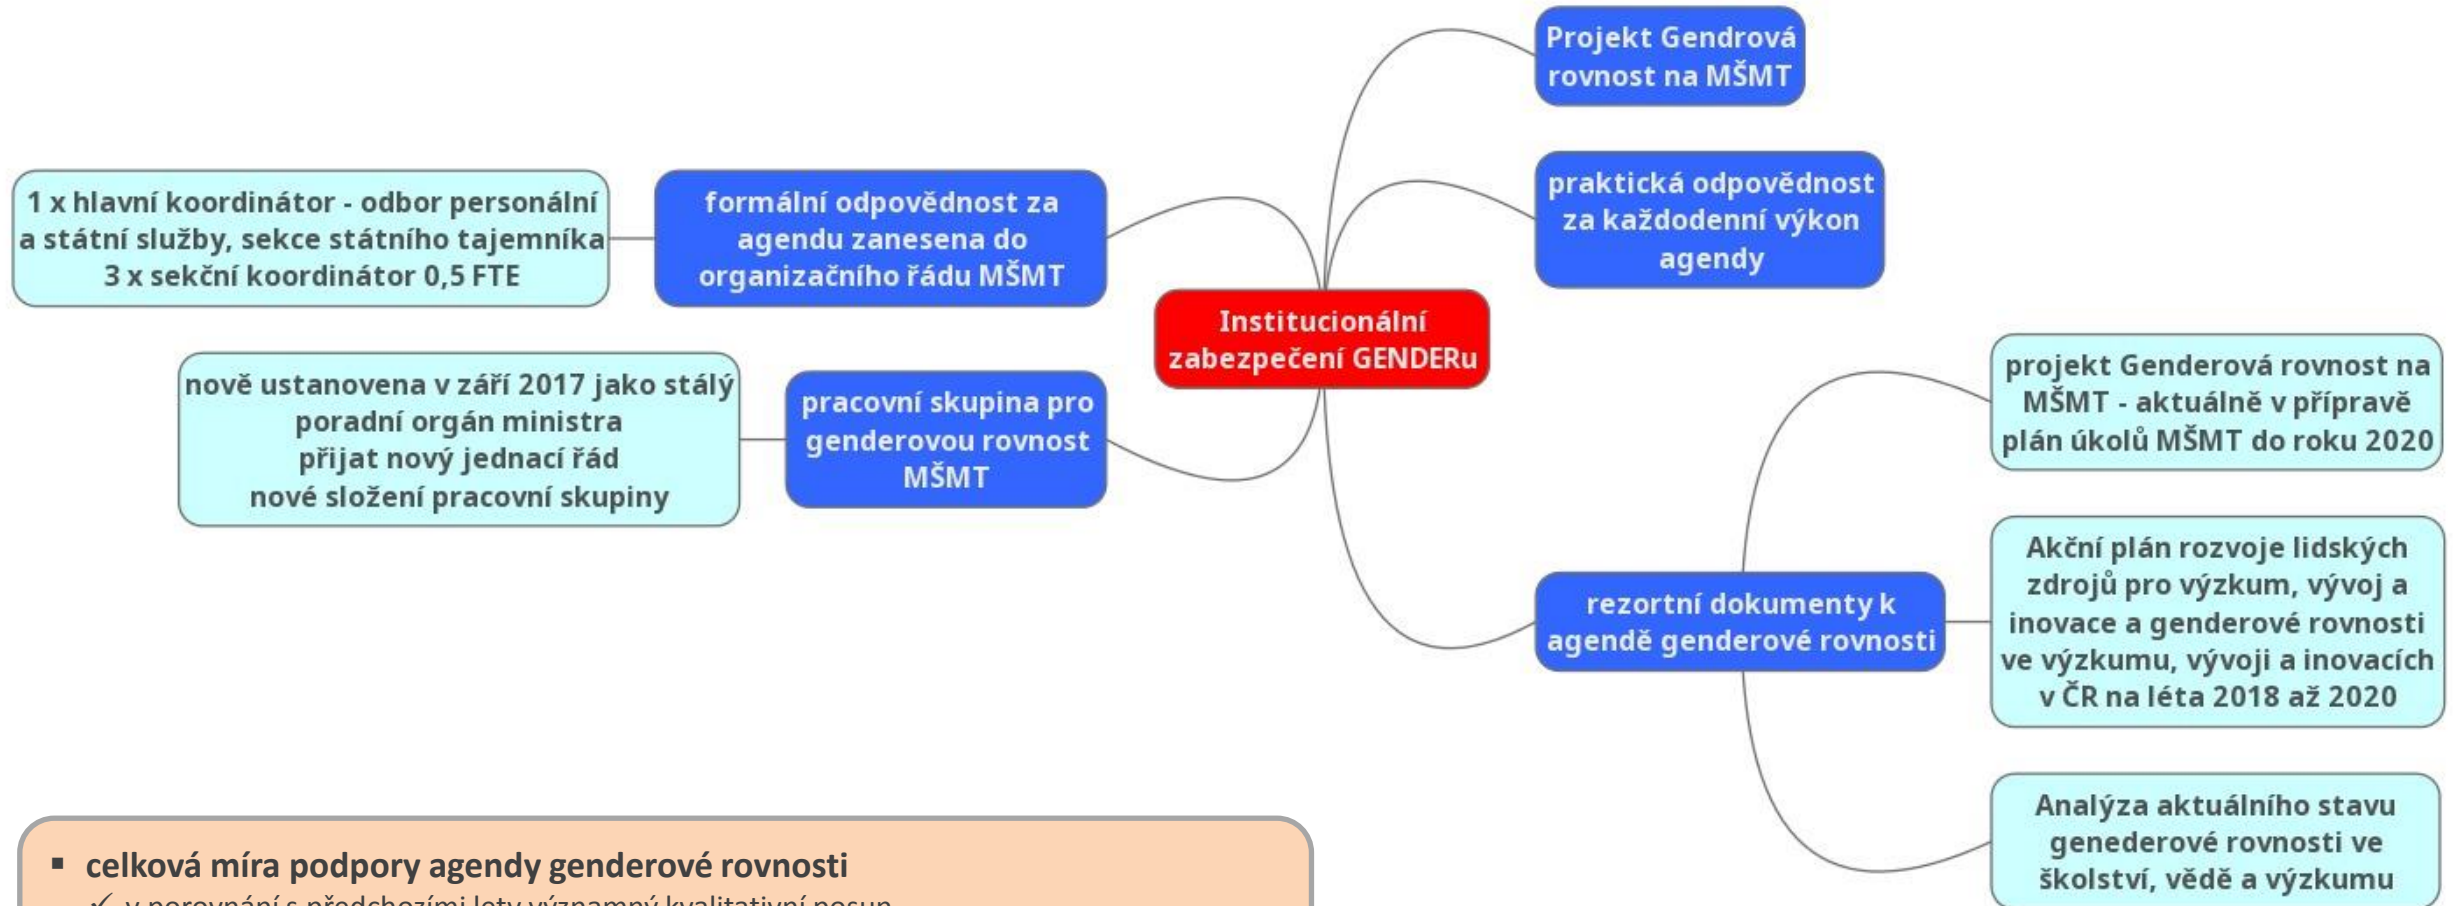 Projekt Gendrová
rovnost na MŠMT
praktická odpovědnost
za každodenní výkon
agendy
1 x hlavní koordinátor - odbor personální
a státní služby, sekce státního tajemníka
3 x sekční koordinátor 0,5 FTE
formální odpovědnost za
agendu zanesena do
organizačního řádu MŠMT
Institucionální
zabezpečení GENDERu
nově ustanovena v září 2017 jako stálý
poradní orgán ministra
přijat nový jednací řád
nové složení pracovní skupiny
pracovní skupina pro
genderovou rovnost
MŠMT
projekt Genderová rovnost na
MŠMT - aktuálně v přípravě
plán úkolů MŠMT do roku 2020
rezortní dokumenty k
agendě genderové rovnosti
Akční plán rozvoje lidských
zdrojů pro výzkum, vývoj a
inovace a genderové rovnosti
ve výzkumu, vývoji a inovacích
v ČR na léta 2018 až 2020
Analýza aktuálního stavu
genederové rovnosti ve
školství, vědě a výzkumu
▪ celková míra podpory agendy genderové rovnosti
✓ v porovnání s předchozími lety významný kvalitativní posun